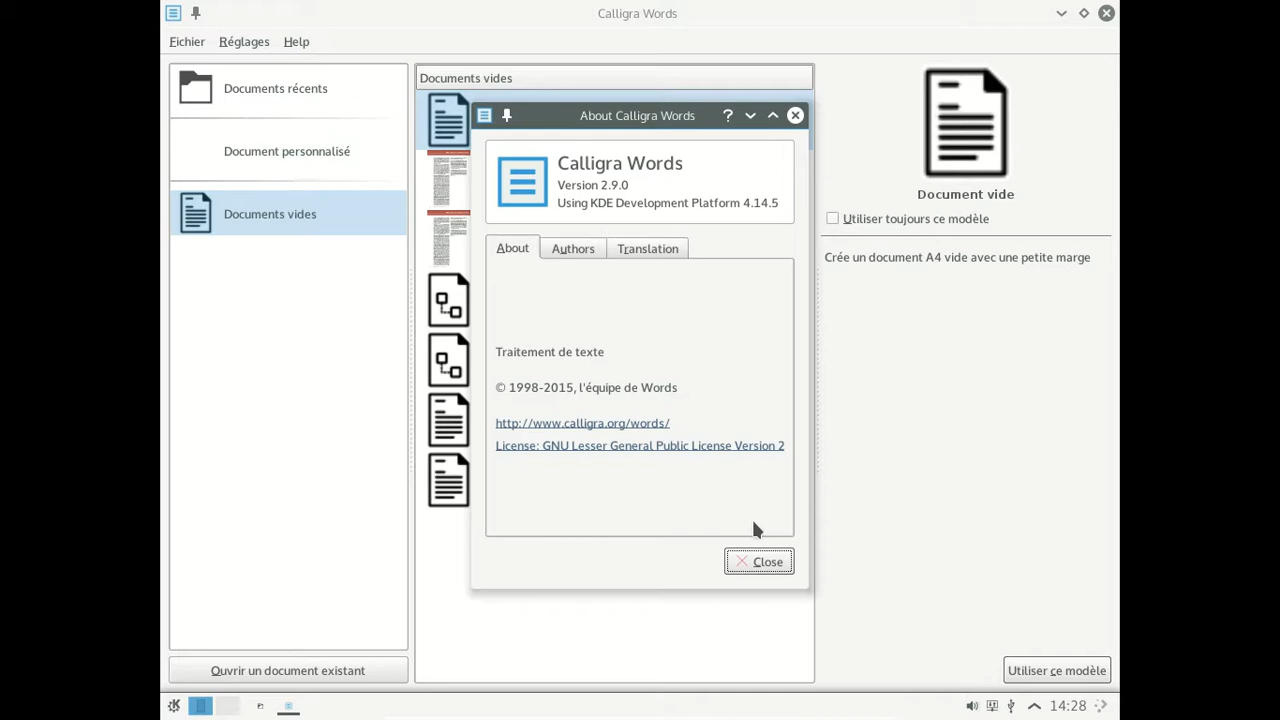 Calligra Words
Fichier Réglages Help
Documents récents
Document personnalisé
Documents vides
Ouvrir un document existant
Documents vides
About Calligra Words
Calligra Words
Version 2.9.0
Using KDE Development Platform 4.14.5
About Authors Translation
Traitement de texte
© 1998-2015, l'équipe de Words
http://www.calligra.org/words/
License: GNU Lesser General Public License Version 2
Close
Document vide
Utiliser toujours ce modèle
Crée un document A4 vide avec une petite marge
Utiliser ce modèle
14:28